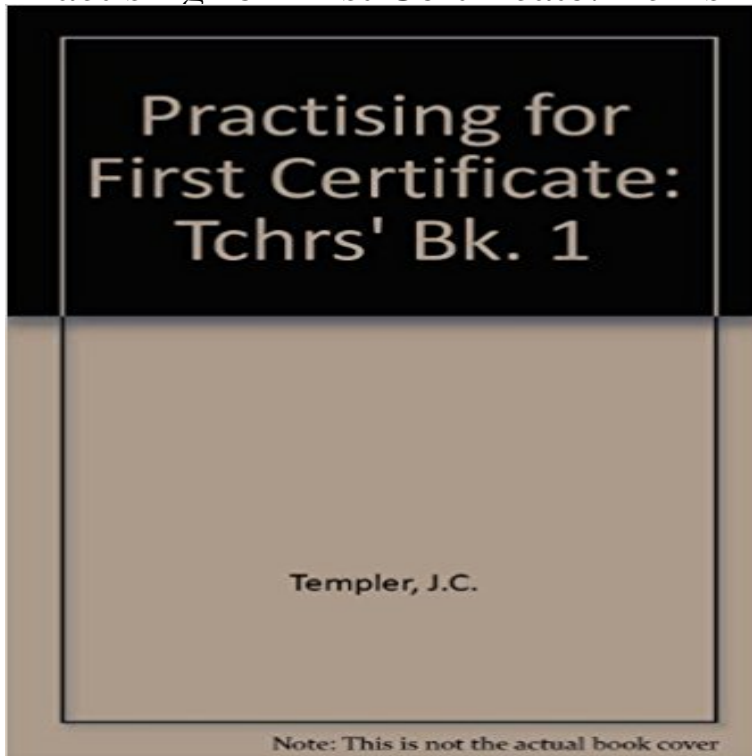 Practising for
First Certificate:
Tchrs' Bk. 1
Templer, J.C.
Note: This is not the actual book cover